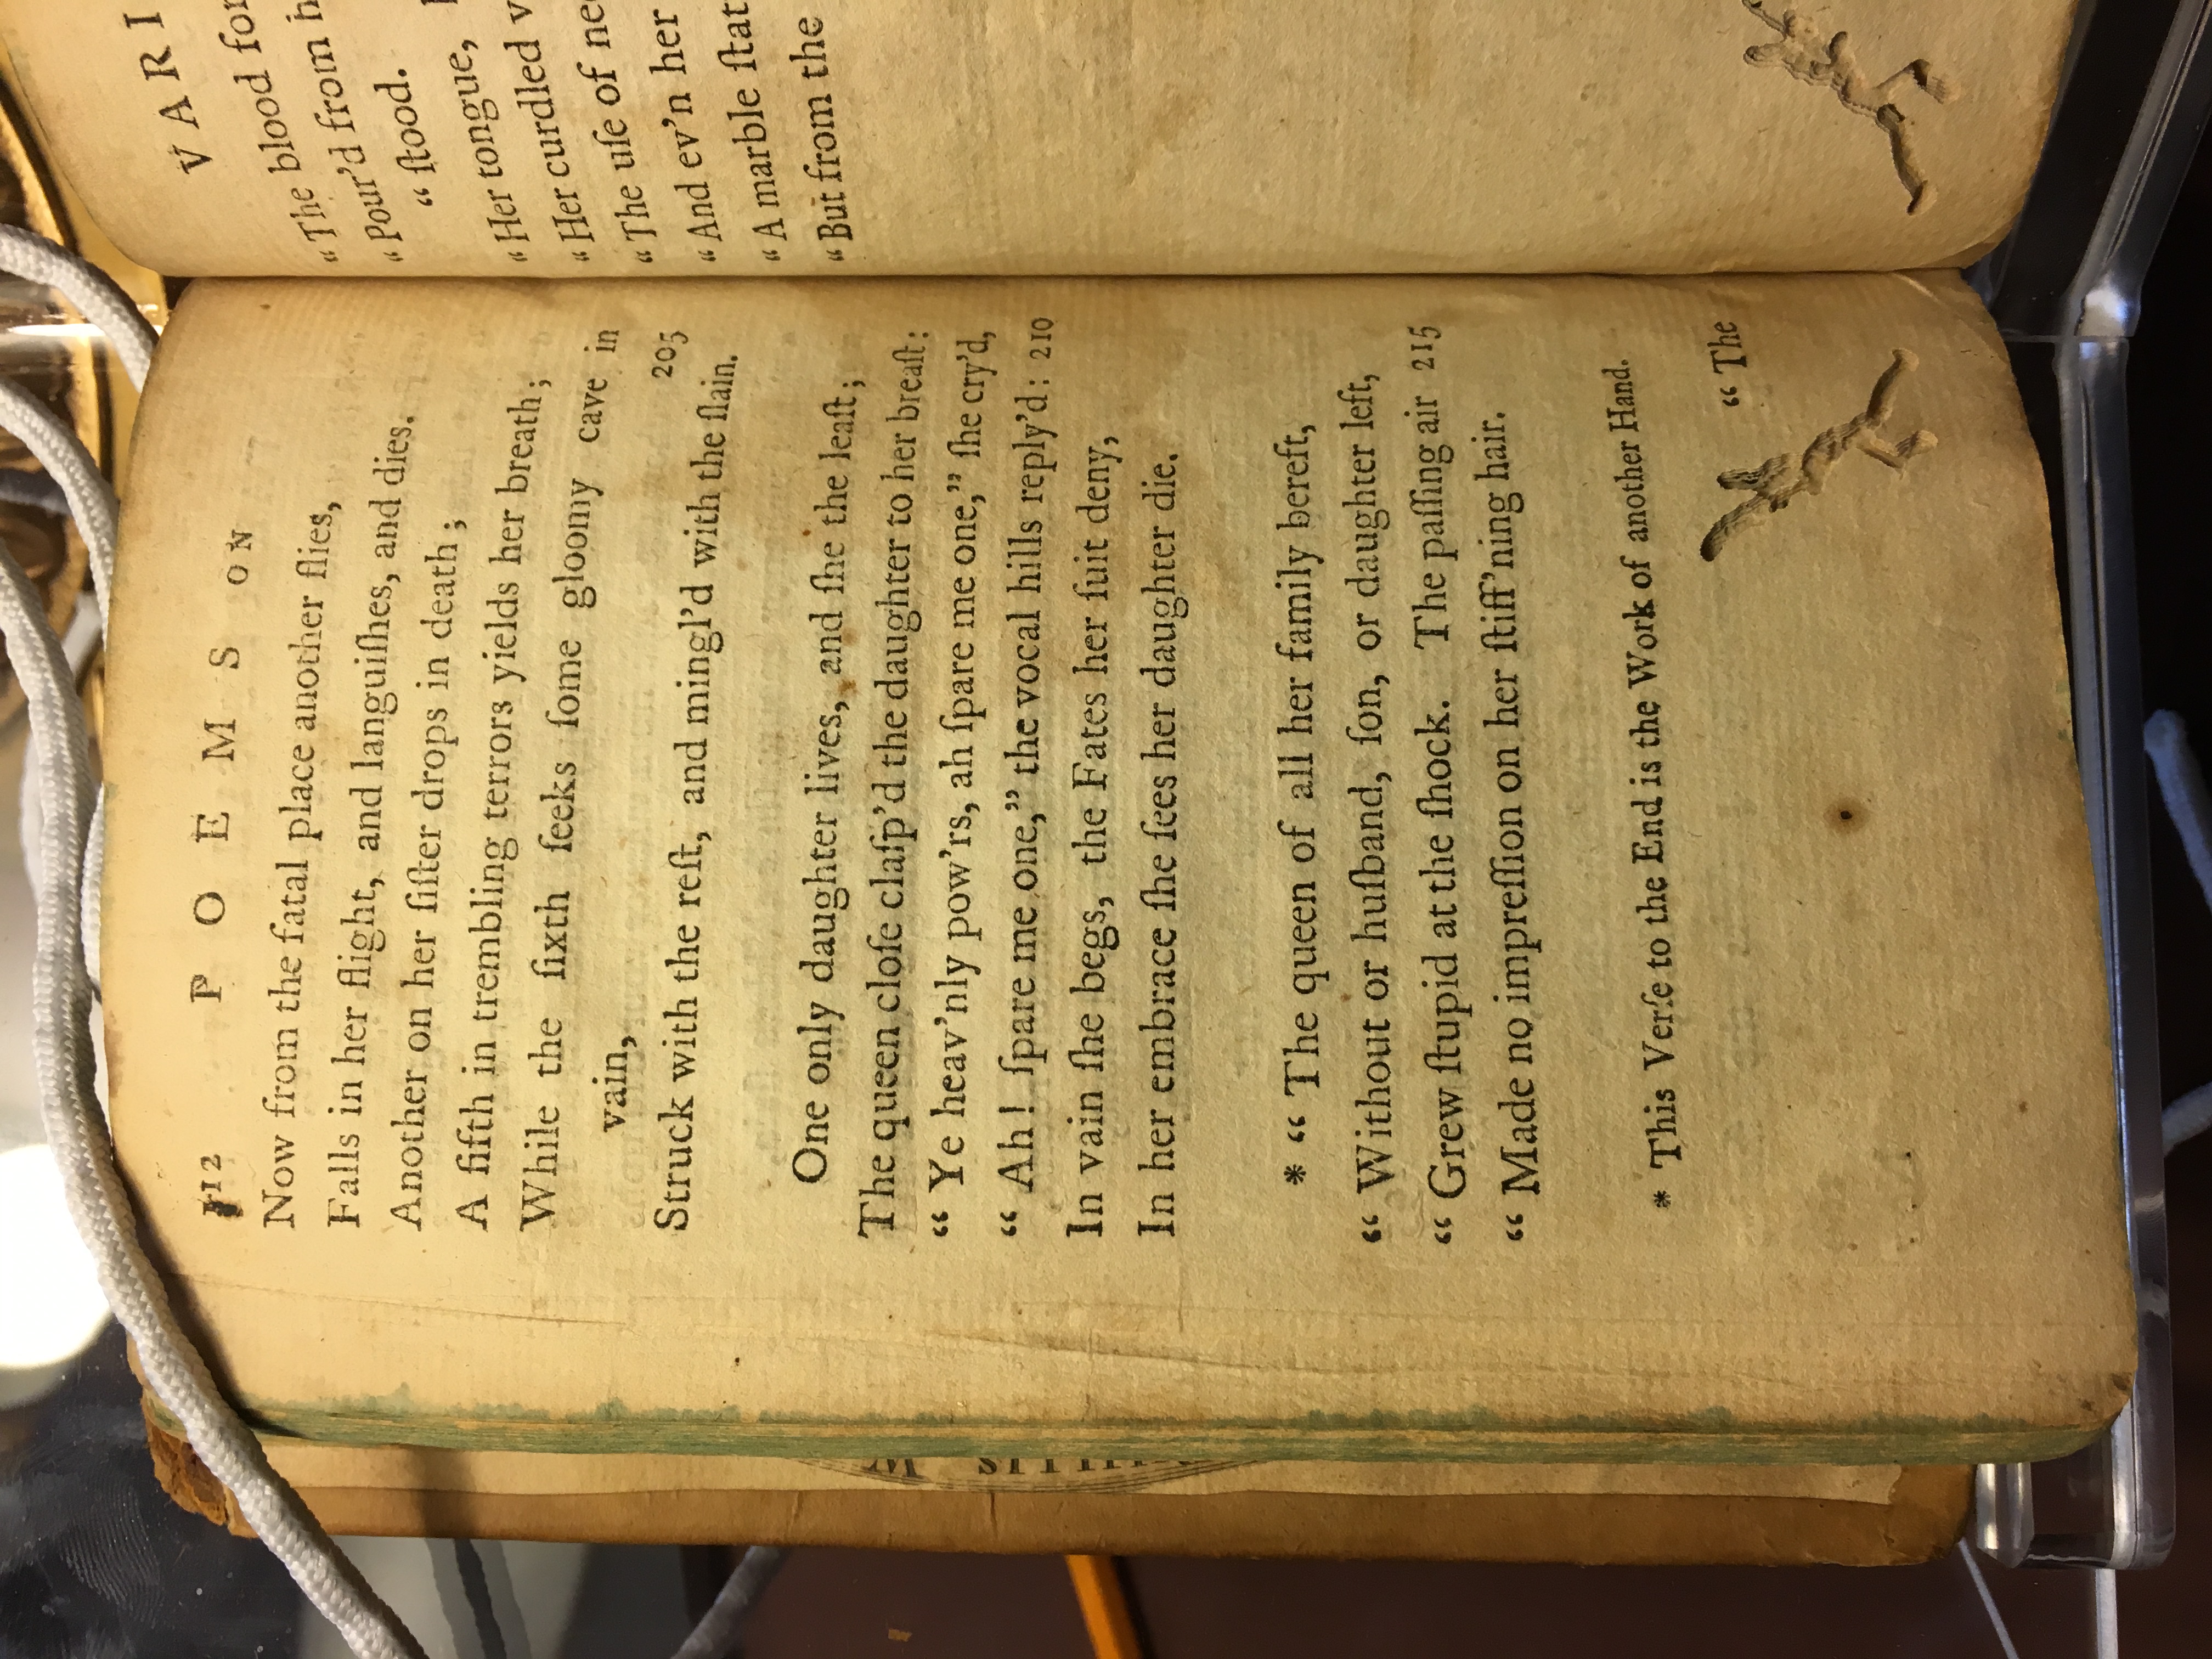 112 POEMS ON
Now from the fatal place another flies,
Falls in her flight, and languiſhes, and dies.
Another on her ſiſter drops in death ;
A fifth in trembling terrors yields her breath ;
While the ſixth ſeeks ſome gloomy cave in
vain,
205
Struck with the reſt, and mingl’d with the ſlain.
One only daughter lives, and ſhe the leaſt ;
The queen cloſe claſp’d the daughter to her breaſt :
“ Ye heav’nly pow’rs, ah ſpare me one,” ſhe cry’d,
“ Ah ! ſpare me one,” the vocal hills reply’d : 210
In vain ſhe begs, the Fates her ſuit deny,
In her embrace ſhe ſees her daughter die.
* “ The queen of all her family bereft,
“ Without or huſband, ſon, or daughter left,
“ Grew ſtupid at the ſhock. The paſſing air 215
“ Made no impreſſion on her ſtiff’ning hair.
* This Verſe to the End is the Work of another Hand.
“ The
VARI
“ The blood
“ Pour’d from
“ ſtood.
“ Her tongue,
“ Her curdled
“ The uſe of
“ And ev’n her
“ A marble
“ But from the